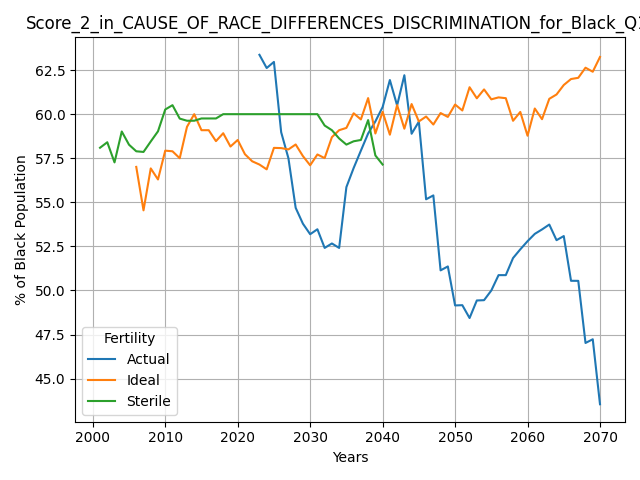 Score_2_in_CAUSE_OF_RACE_DIFFERENCES_DISCRIMINATION_for_Black_Q1
% of Black Population
62.5
60.0
57.5
55.0
52.5
50.0
47.5
45.0
Fertility
Actual
Ideal
Sterile
2000 2010 2020 2030 2040 2050 2060 2070
Years